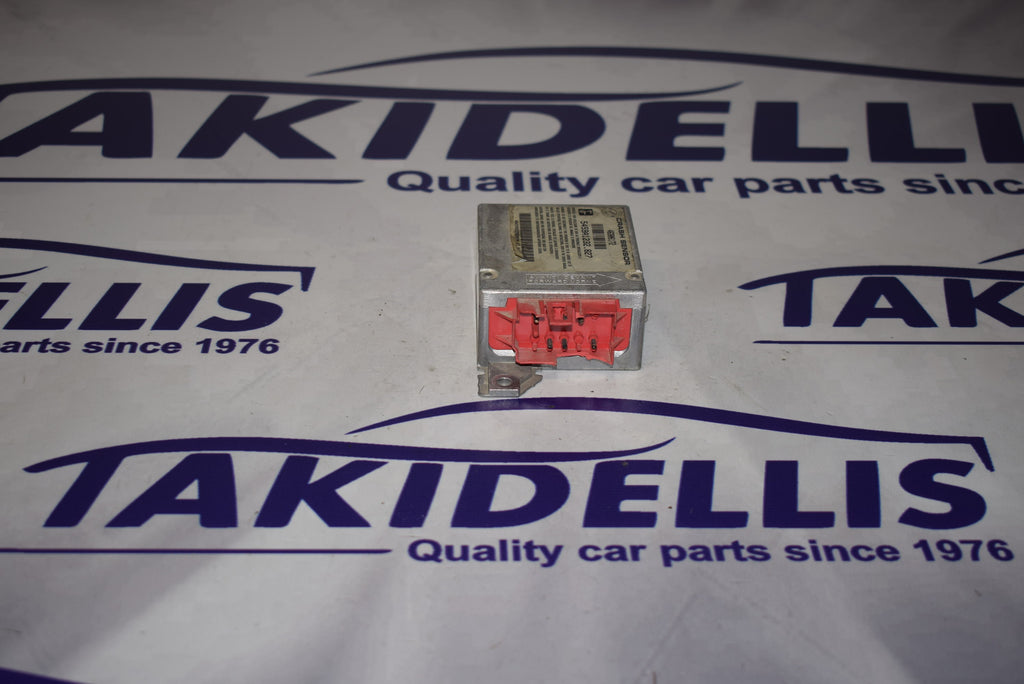 TAKIDELLI
Quality car parts sinc
CRASH SENSOR
ELLIS
arts since 1976
TAK
TAKIDELLIS
Quality car parts since 1976